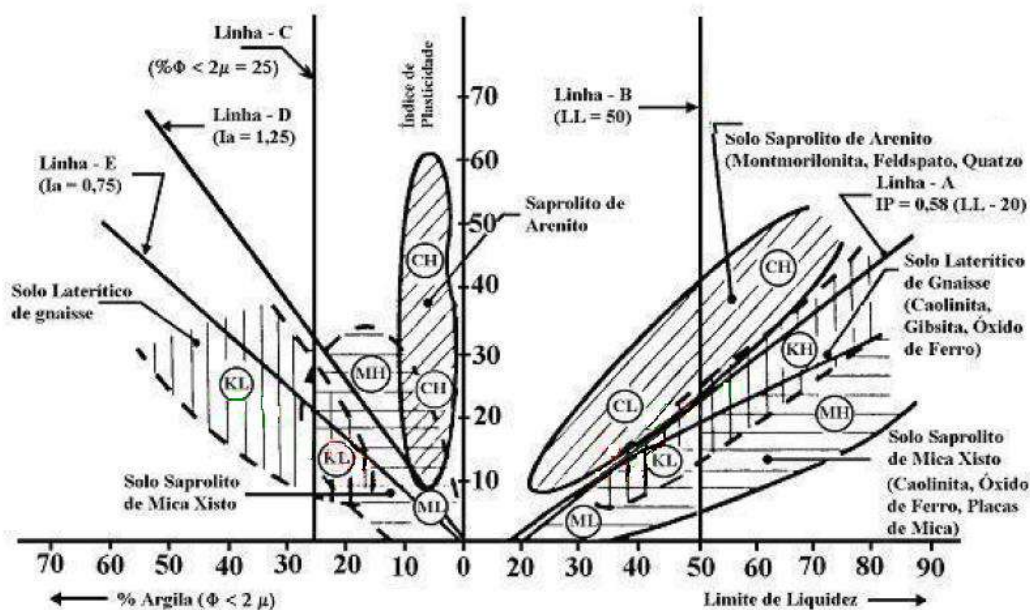 Linha - C
(%Φ < 2μ = 25)
Linha - D
(Ia = 1,25)
Linha - E
(Ia = 0,75)
Solo Laterítico
de gnaisse
Índice de
Plasticidade
70
60
50
40
30
20
10
Linha - B
(LL = 50)
Solo Saprolito de Arenito
(Montmorilonita, Feldspato, Quatzo
Linha - A
IP = 0,58 (LL - 20)
Saprolito de
Arenito
Solo Laterítico
de Gnaisse
(Caolinita,
Gibsita, Óxido
de Ferro)
CH
CH
MH
KL
KL
ML
CH
CL
KH
MH
KL
ML
Solo Saprolito
de Mica Xisto
Solo Saprolito
de Mica Xisto
(Caolinita, Óxido
de Ferro, Placas
de Mica)
70 60 50 40 30 20 10 0 20 30 40 50 60 70 80 90
% Argila (Φ < 2 μ)
Limite de Liquidez